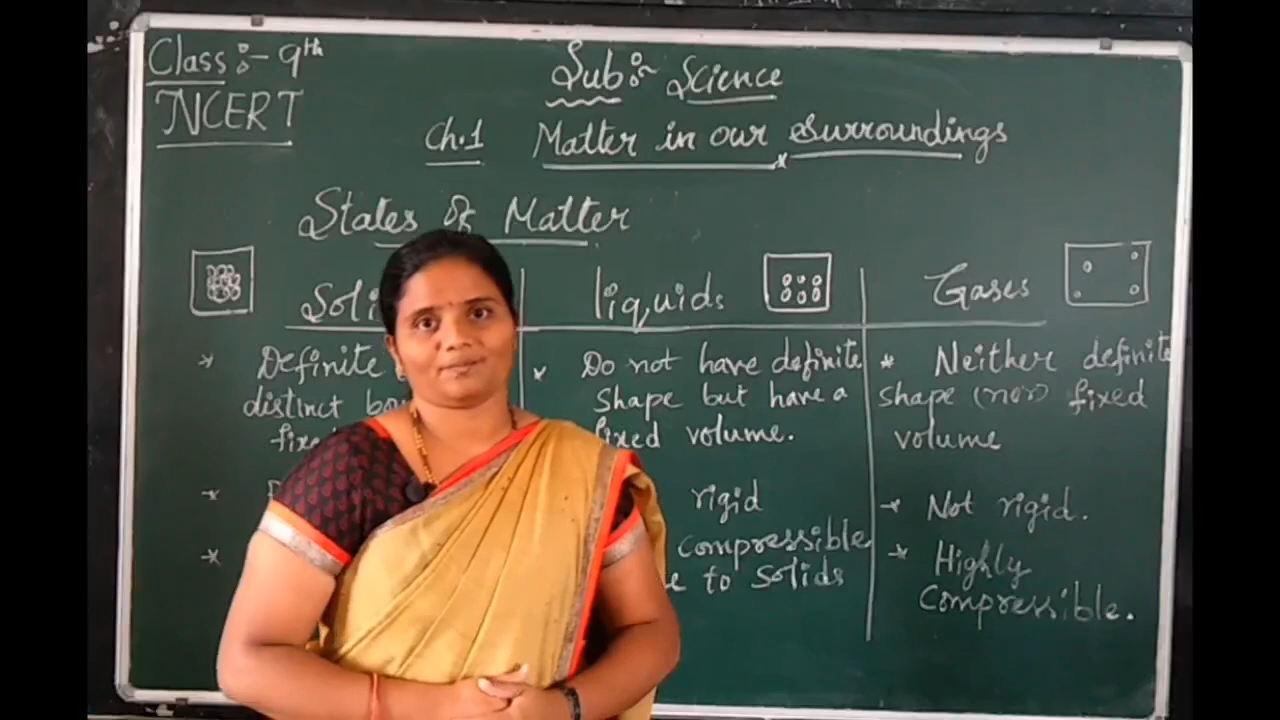 Class:- 9th
NCERT
Sub:~ Science
Ch.1 Matter in our Surroundings
States of Matter
liquids
Gases
Definite
distinct
* Do not have definite
shape but have a
fixed volume.
* Neither definite
shape (nor) fixed
volume
rigid
compressible
to solids
* Not rigid.
* Highly
compressible.